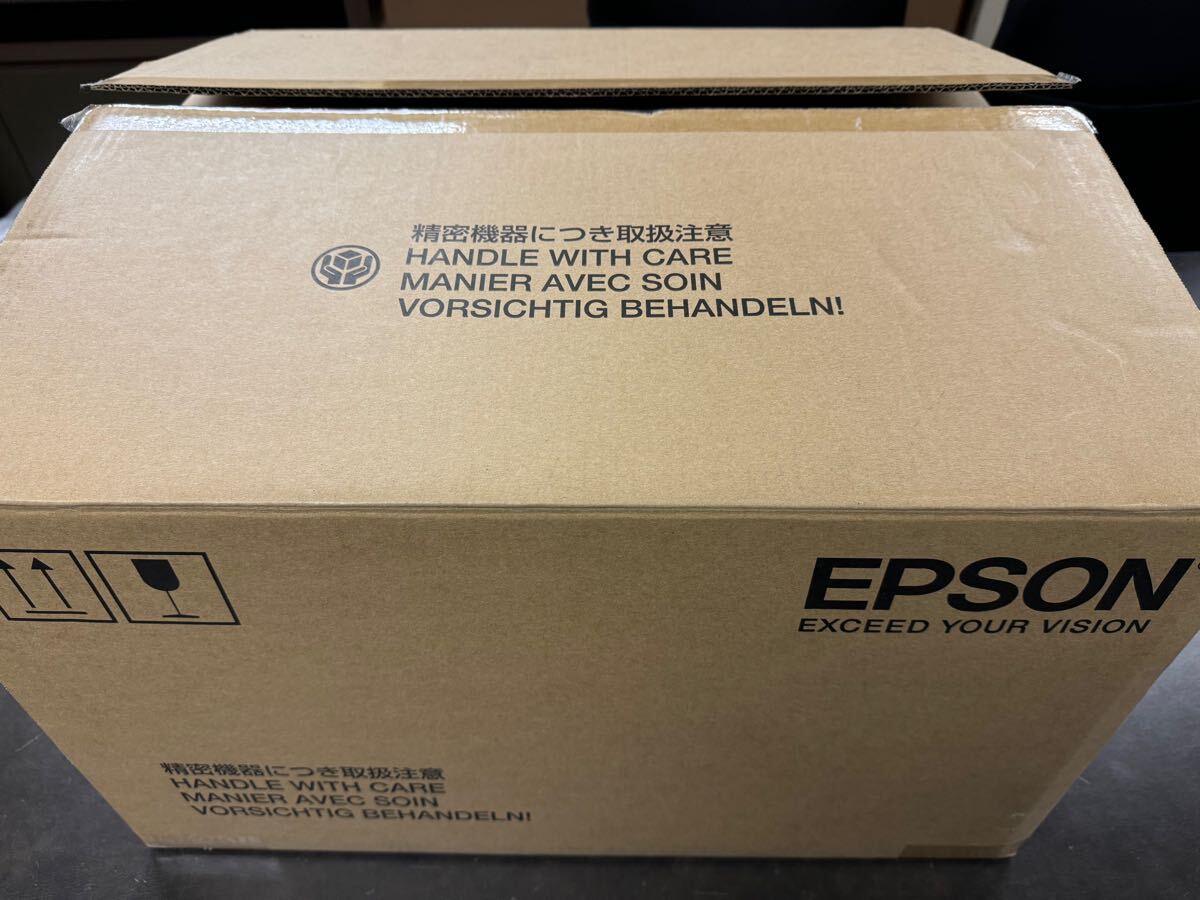 精密機器につき取扱注意
HANDLE WITH CARE
MANIER AVEC SOIN
VORSICHTIG BEHANDELN!
EPSON
EXCEED YOUR VISION
精密機器につき取扱注意
HANDLE WITH CARE
MANIER AVEC SOIN
VORSICHTIG BEHANDELN!